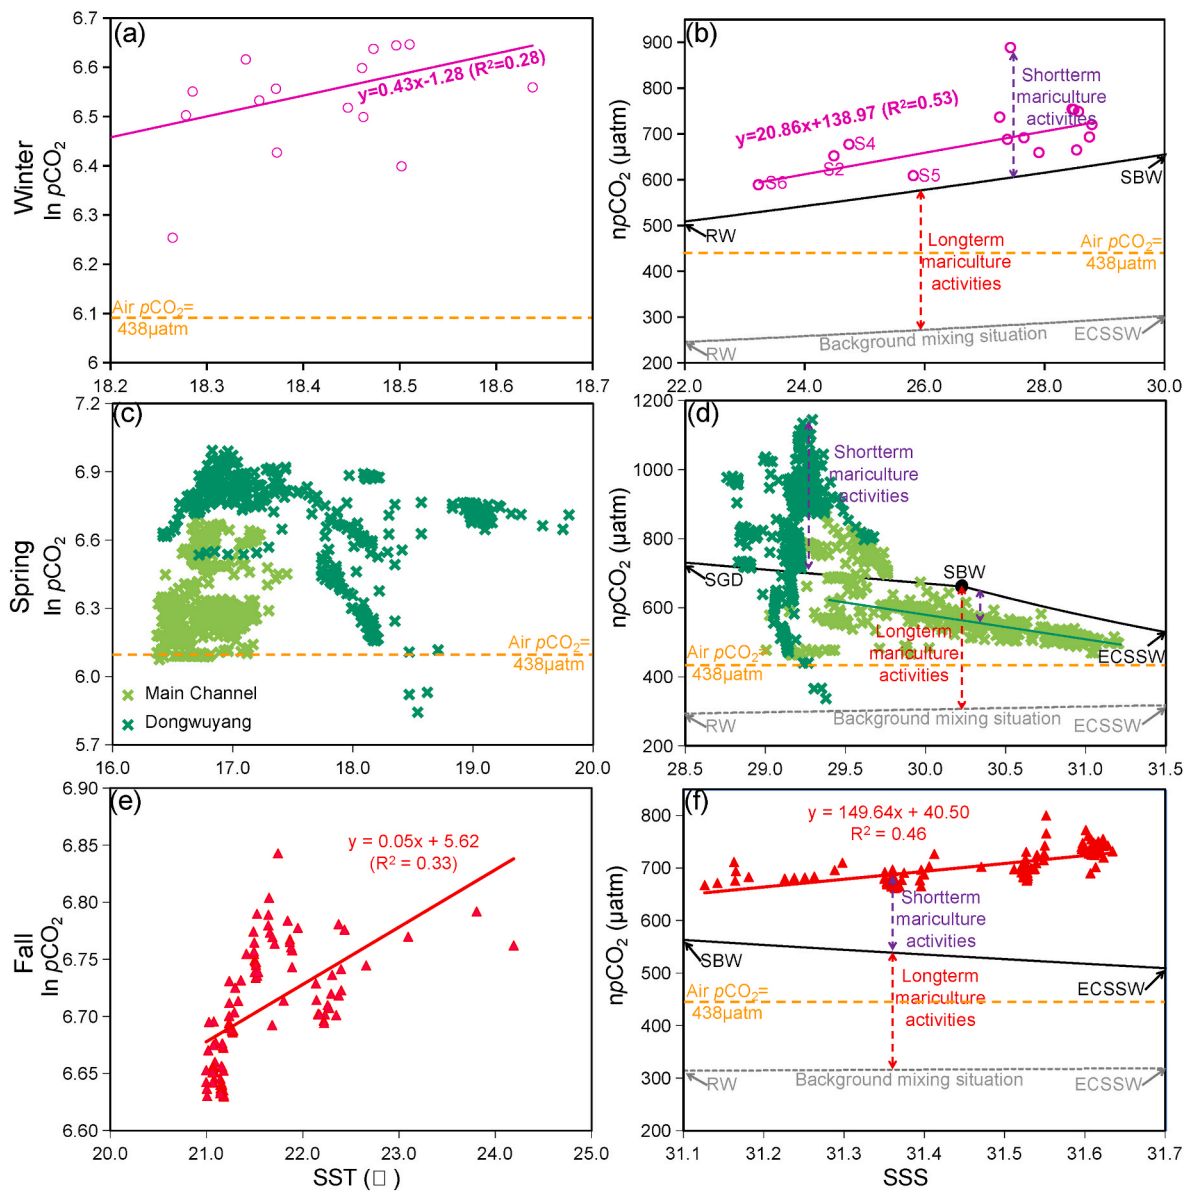 (a)
6.7
6.6
6.5
6.4
6.3
6.2
6.1
6
Winter
ln pCO2
y=0.43x-1.28 (R2=0.28)
Air pCO2=
438µatm
18.2
18.3
18.4
18.5
18.6
18.7
(b)
900
800
700
600
500
400
300
200
npCO2 (µatm)
y=20.86x+138.97 (R2=0.53)
Shortterm
mariculture
activities
S4
S2
S6
S5
SBW
RW
Longterm
mariculture
activities
Air pCO2=
438µatm
RW
Background mixing situation
ECSSW
22.0
24.0
26.0
28.0
30.0
(c)
7.2
6.9
6.6
6.3
6.0
5.7
Spring
ln pCO2
Air pCO2=
438µatm
Main Channel
Dongwuyang
16.0
17.0
18.0
19.0
20.0
(d)
1200
1000
800
600
400
200
npCO2 (µatm)
Shortterm
mariculture
activities
SGD
SBW
Longterm
mariculture
activities
ECSSW
Air pCO2=
438µatm
RW
Background mixing situation
ECSSW
28.5
29.0
29.5
30.0
30.5
31.0
31.5
(e)
6.90
6.85
6.80
6.75
6.70
6.65
6.60
Fall
ln pCO2
y = 0.05x + 5.62
(R2 = 0.33)
20.0
21.0
22.0
23.0
24.0
25.0
SST (□)
(f)
800
700
600
500
400
300
200
npCO2 (µatm)
y = 149.64x + 40.50
R2 = 0.46
Shortterm
mariculture
activities
SBW
Longterm
mariculture
activities
ECSSW
Air pCO2=
438µatm
RW
Background mixing situation
ECSSW
31.1
31.2
31.3
31.4
31.5
31.6
31.7
SSS